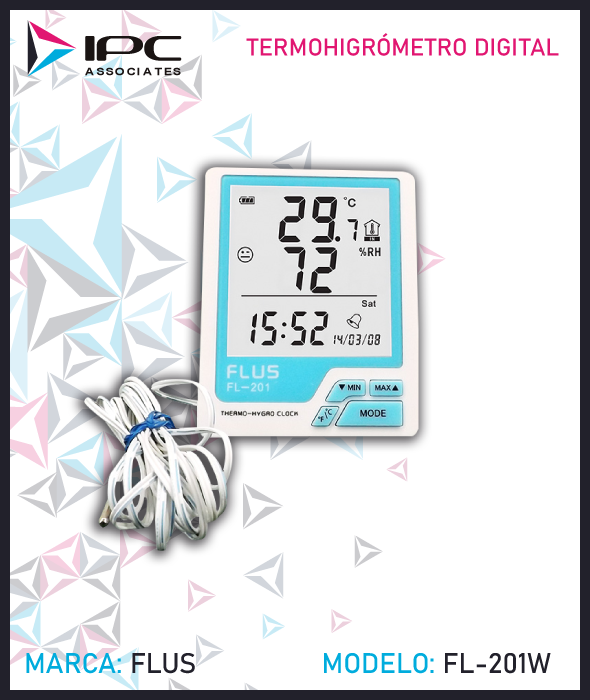 IPC
ASSOCIATES
TERMOHIGRÓMETRO DIGITAL
29.7 °C
IN
72 %RH
Sat
15:52
14/03/08
FLUS
FL-201
▼ MIN MAX ▲
°F/°C MODE
THERMO-HYGRO CLOCK
MARCA: FLUS
MODELO: FL-201W